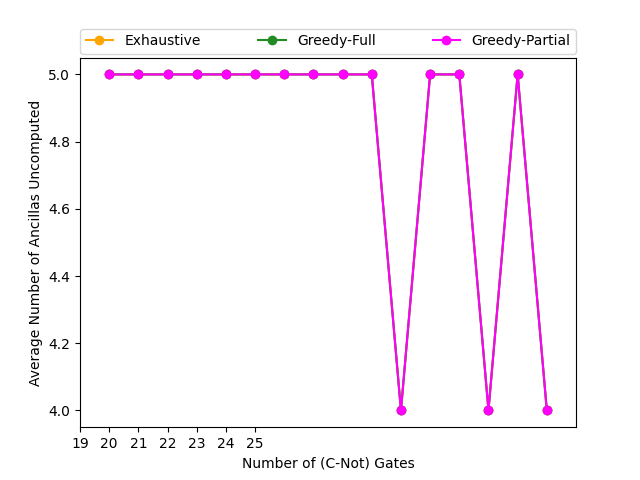 Exhaustive Greedy-Full Greedy-Partial
5.0
4.8
4.6
4.4
4.2
4.0
Average Number of Ancillas Uncomputed
19 20 21 22 23 24 25
Number of (C-Not) Gates